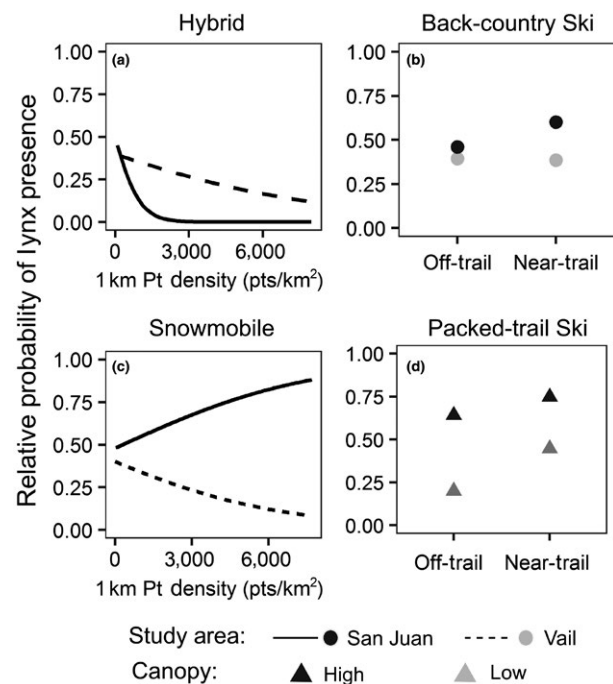 Hybrid
Back-country Ski
(a)
(b)
1.00
0.75
0.50
0.25
0.00
0
3,000
6,000
1 km Pt density (pts/km²)
1.00
0.75
0.50
0.25
0.00
Off-trail
Near-trail
Relative probability of lynx presence
Snowmobile
Packed-trail Ski
(c)
(d)
1.00
0.75
0.50
0.25
0.00
0
3,000
6,000
1 km Pt density (pts/km²)
1.00
0.75
0.50
0.25
0.00
Off-trail
Near-trail
Study area: San Juan Vail
Canopy: High Low